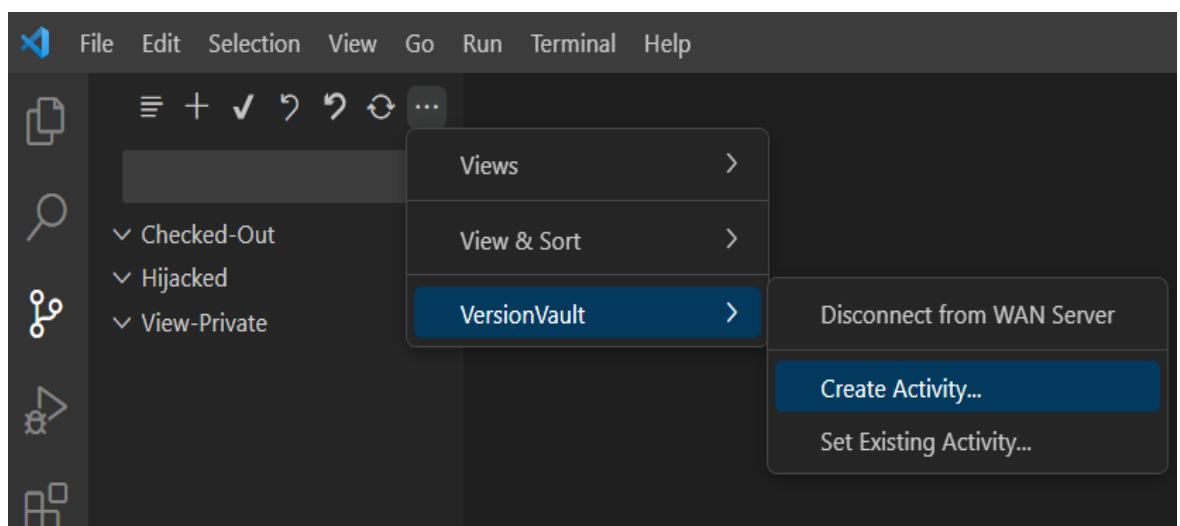 File Edit Selection View Go Run Terminal Help
Views
View & Sort
VersionVault
Checked-Out
Hijacked
View-Private
Disconnect from WAN Server
Create Activity...
Set Existing Activity...